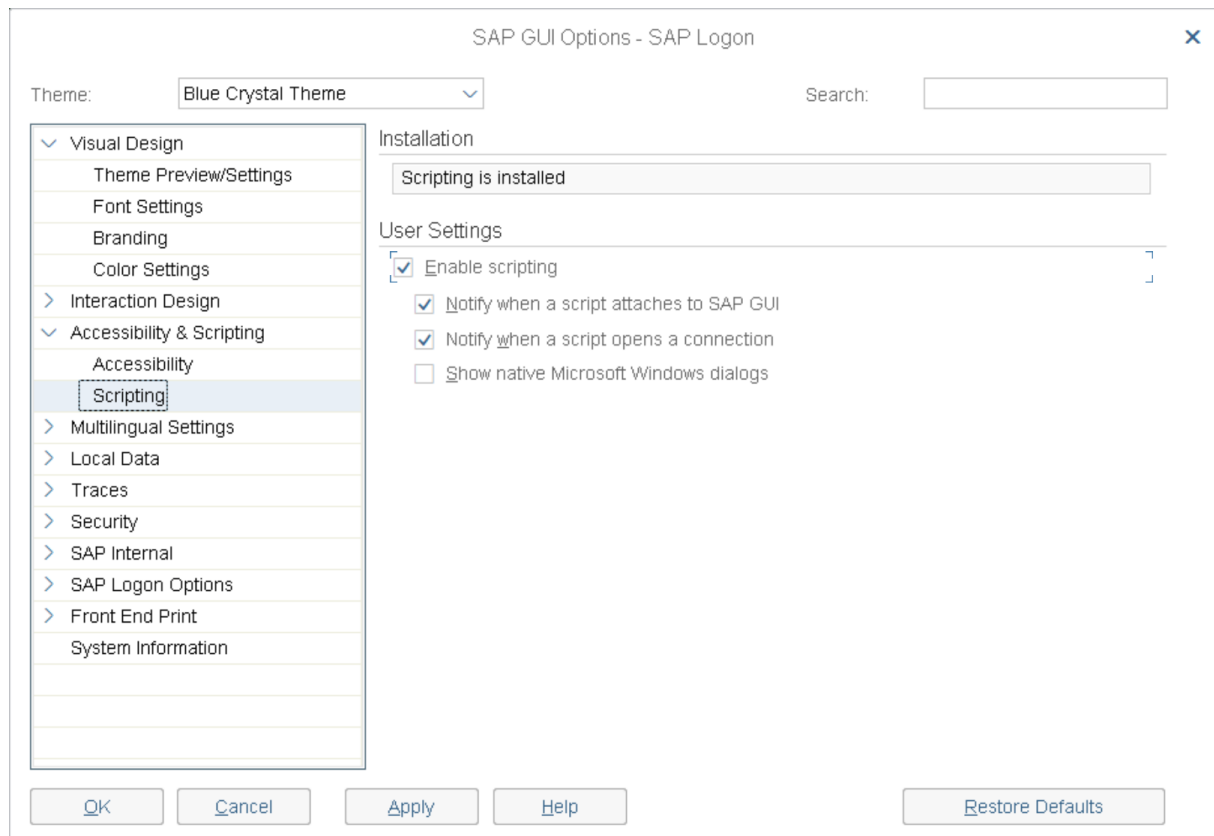 SAP GUI Options - SAP Logon
Theme:
Blue Crystal Theme
Search:
Visual Design
Theme Preview/Settings
Font Settings
Branding
Color Settings
Interaction Design
Accessibility & Scripting
Accessibility
Scripting
Multilingual Settings
Local Data
Traces
Security
SAP Internal
SAP Logon Options
Front End Print
System Information
Installation
Scripting is installed
User Settings
Enable scripting
Notify when a script attaches to SAP GUI
Notify when a script opens a connection
Show native Microsoft Windows dialogs
OK
Cancel
Apply
Help
Restore Defaults